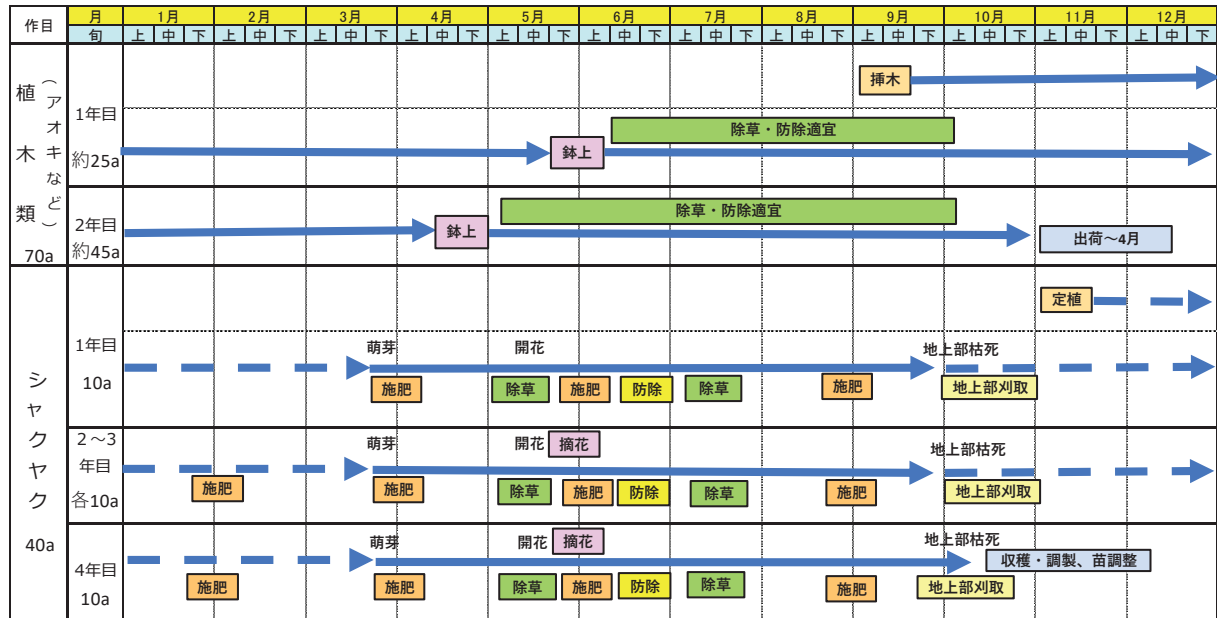 作目
月 1月 2月 3月 4月 5月 6月 7月 8月 9月 10月 11月 12月
旬 上 中 下 上 中 下 上 中 下 上 中 下 上 中 下 上 中 下 上 中 下 上 中 下 上 中 下 上 中 下 上 中 下 上 中 下
植木類
（アオキなど）
70a
1年目
約25a
挿木
除草・防除適宜
鉢上
2年目
約45a
除草・防除適宜
鉢上
出荷～4月
シャクヤク
40a
定植
1年目
10a
萌芽 開花 地上部枯死
施肥 除草 施肥 防除 除草 施肥 地上部刈取
2～3
年目
各10a
萌芽 開花 摘花 地上部枯死
施肥 施肥 除草 施肥 防除 除草 施肥 地上部刈取
4年目
10a
萌芽 開花 摘花 地上部枯死
収穫・調製、苗調整
施肥 施肥 除草 施肥 防除 除草 施肥 地上部刈取